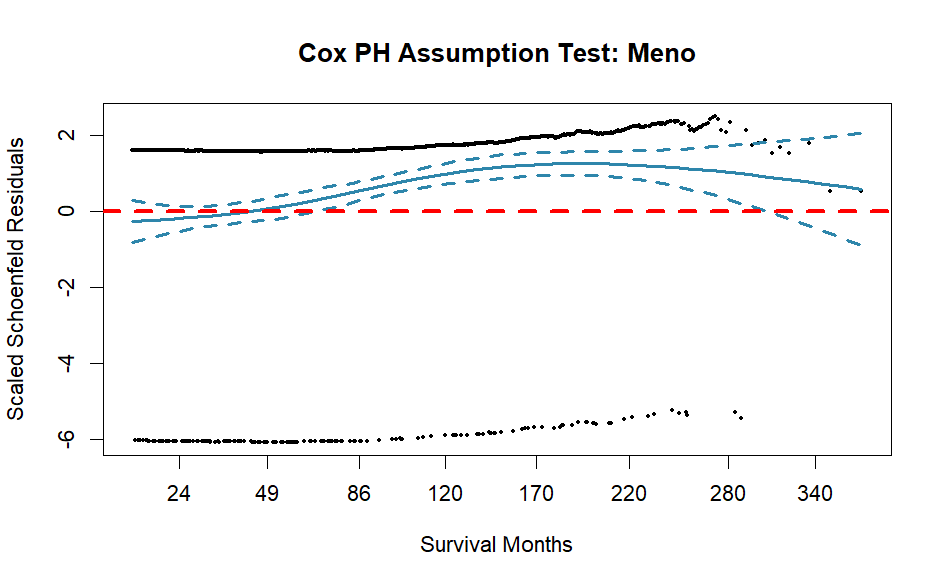 Cox PH Assumption Test: Meno
Scaled Schoenfeld Residuals
2
0
-2
-4
-6
24 49 86 120 170 220 280 340
Survival Months